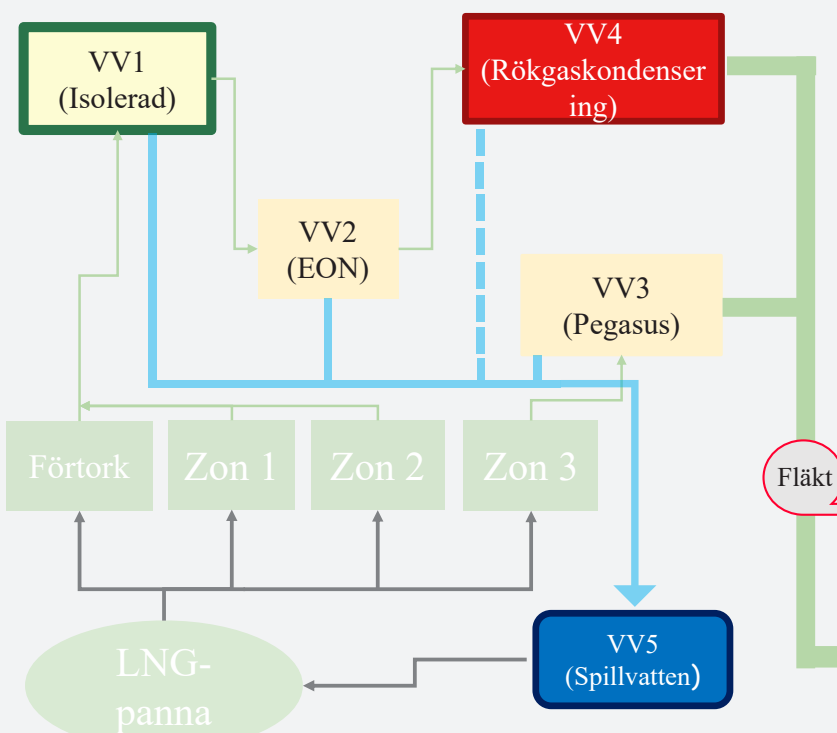 VV1
(Isolerad)
VV4
(Rökgaskondenser
ing)
VV2
(EON)
VV3
(Pegasus)
Förtork
Zon 1
Zon 2
Zon 3
Fläkt
LNG-
panna
VV5
(Spillvatten)